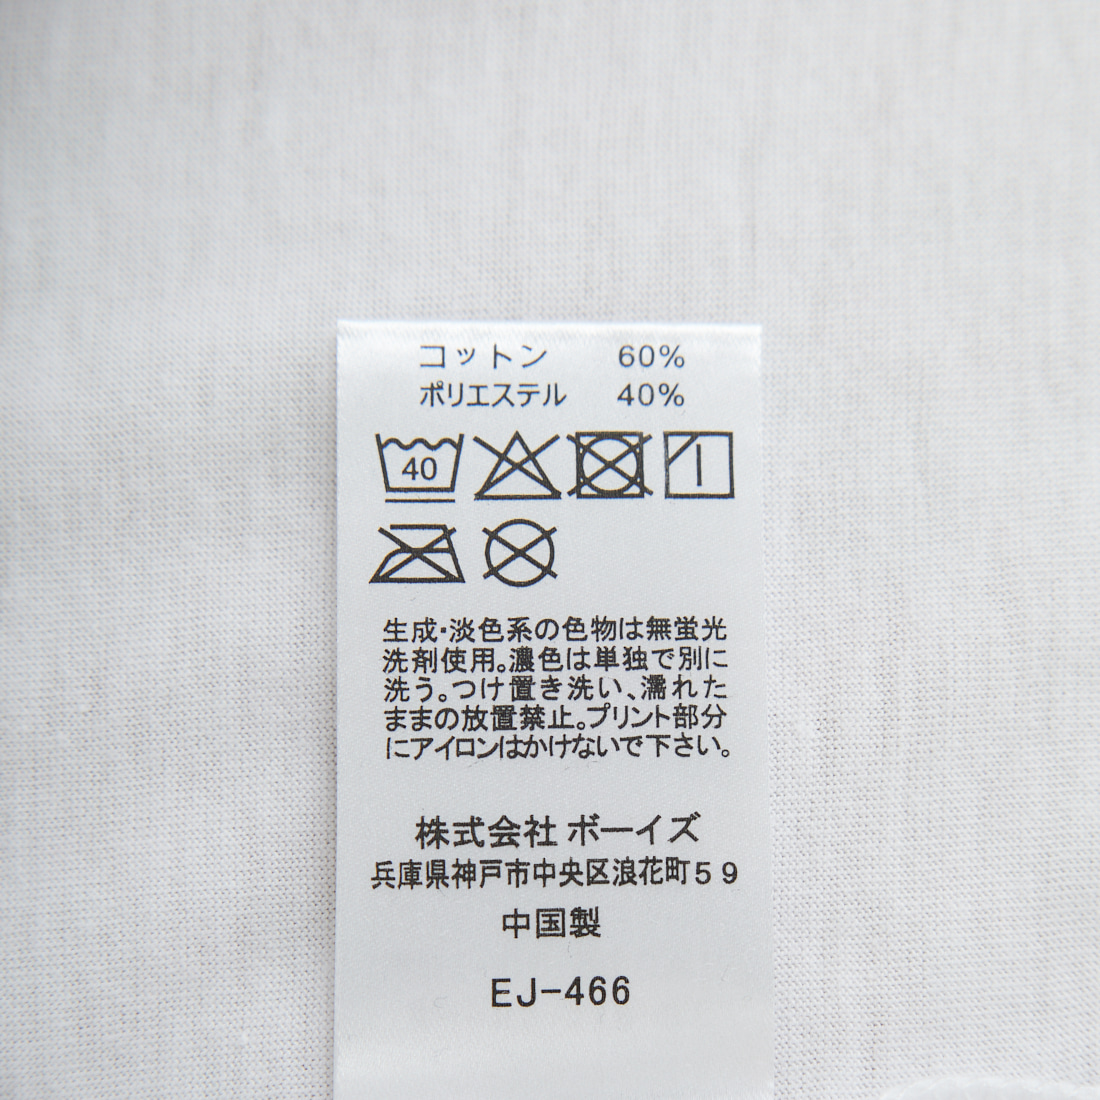 コットン 60%
ポリエステル 40%
40
生成・淡色系の色物は無蛍光
洗剤使用。濃色は単独で別に
洗う。つけ置き洗い、濡れた
ままの放置禁止。プリント部分
にアイロンはかけないで下さい。
株式会社 ボーイズ
兵庫県神戸市中央区浪花町59
中国製
EJ-466